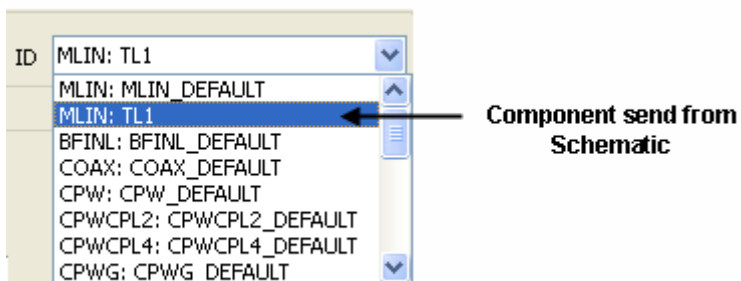 ID MLIN: TL1
MLIN: MLIN_DEFAULT
MLIN: TL1
BFINL: BFINL_DEFAULT
COAX: COAX_DEFAULT
CPW: CPW_DEFAULT
CPWCPL2: CPWCPL2_DEFAULT
CPWCPL4: CPWCPL4_DEFAULT
CPWG: CPWG_DEFAULT
Component send from
Schematic